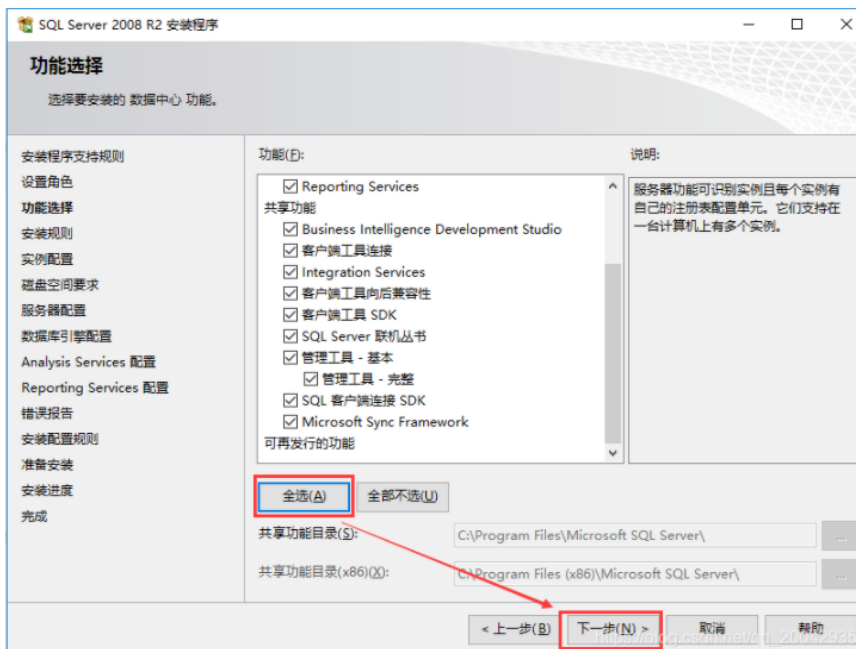 SQL Server 2008 R2 安装程序
功能选择
选择要安装的 数据中心 功能。
安装程序支持规则
设置角色
功能选择
安装规则
实例配置
磁盘空间要求
服务器配置
数据库引擎配置
Analysis Services 配置
Reporting Services 配置
错误报告
安装配置规则
准备安装
安装进度
完成
功能(F):
Reporting Services
共享功能
Business Intelligence Development Studio
客户端工具连接
Integration Services
客户端工具向后兼容性
客户端工具 SDK
SQL Server 联机丛书
管理工具 - 基本
管理工具 - 完整
SQL 客户端连接 SDK
Microsoft Sync Framework
可再发行的功能
说明:
服务器功能可识别实例且每个实例有
自己的注册表配置单元。它们支持在
一台计算机上有多个实例。
全选(A) 全部不选(U)
共享功能目录(S): C:\Program Files\Microsoft SQL Server\ ...
共享功能目录(x86)(X): C:\Program Files (x86)\Microsoft SQL Server\ ...
< 上一步(B) 下一步(N) > 取消 帮助